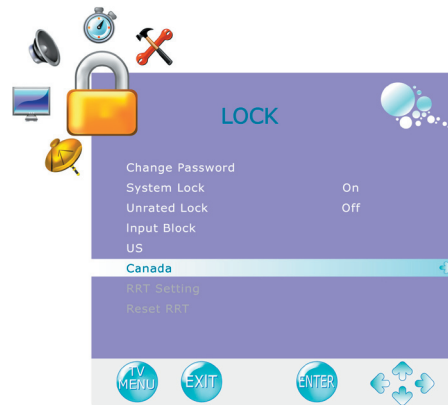 LOCK
Change Password
System Lock On
Unrated Lock Off
Input Block
US
Canada
RRT Setting
Reset RRT
TV MENU
EXIT
ENTER